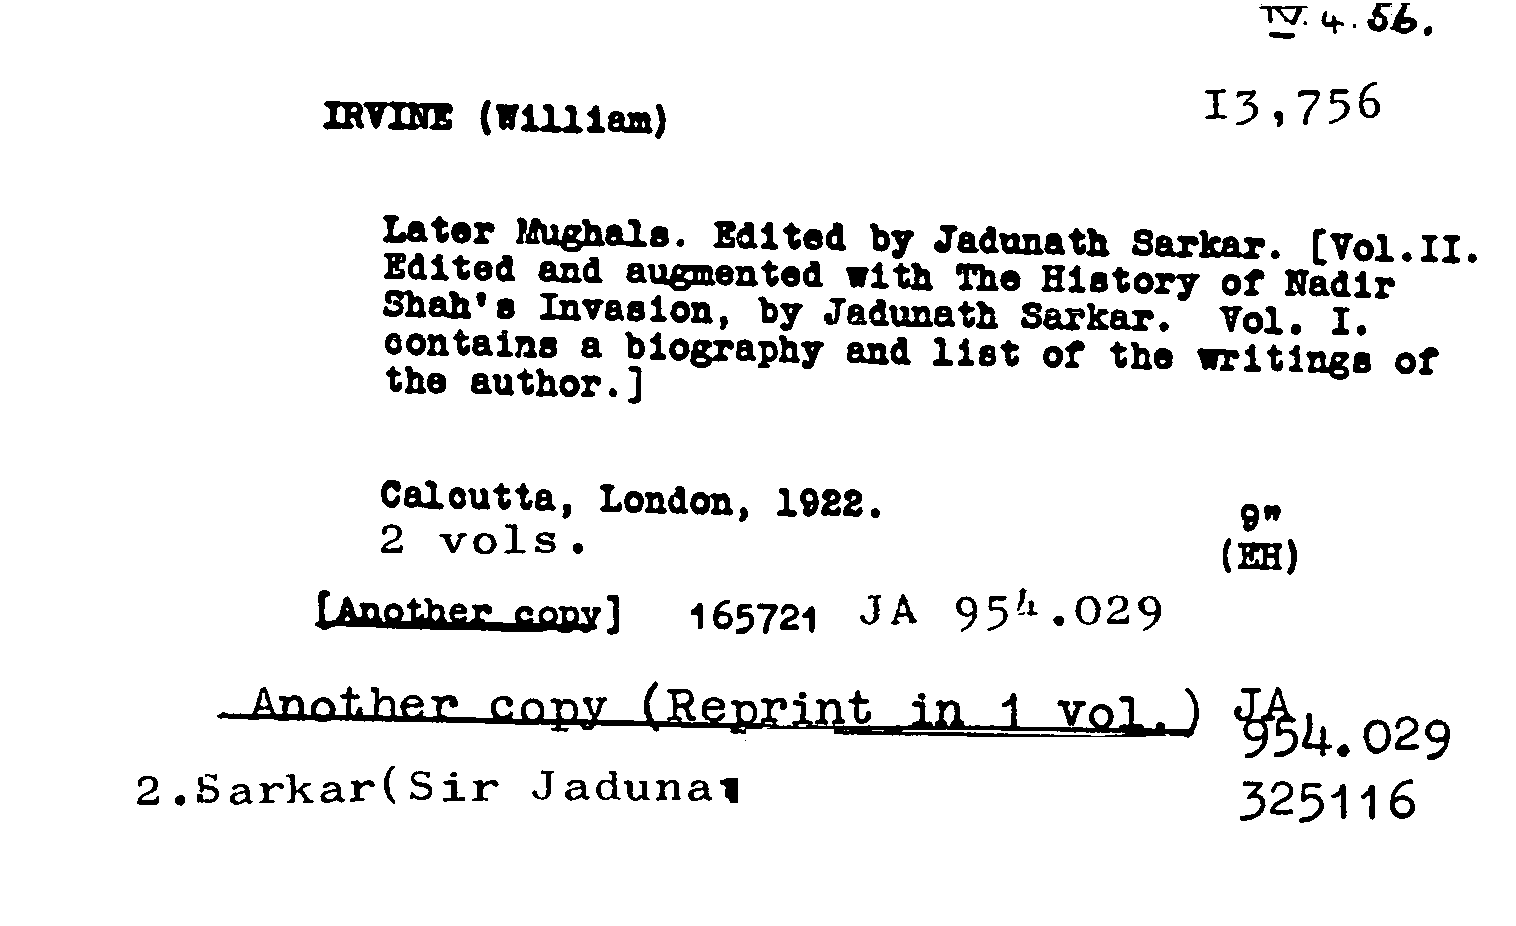 IV. 4. 56.
IRVINE (William) 13,756
Later Mughals. Edited by Jadunath Sarkar. [Vol.II.
Edited and augmented with The History of Nadir
Shah's Invasion, by Jadunath Sarkar. Vol. I.
contains a biography and list of the writings of
the author.]
Calcutta, London, 1922. 9"
2 vols. (EH)
[Another copy] 165721 JA 954.029
Another copy (Reprint in 1 vol.) JA
954.029
2.Sarkar(Sir Jaduna
325116